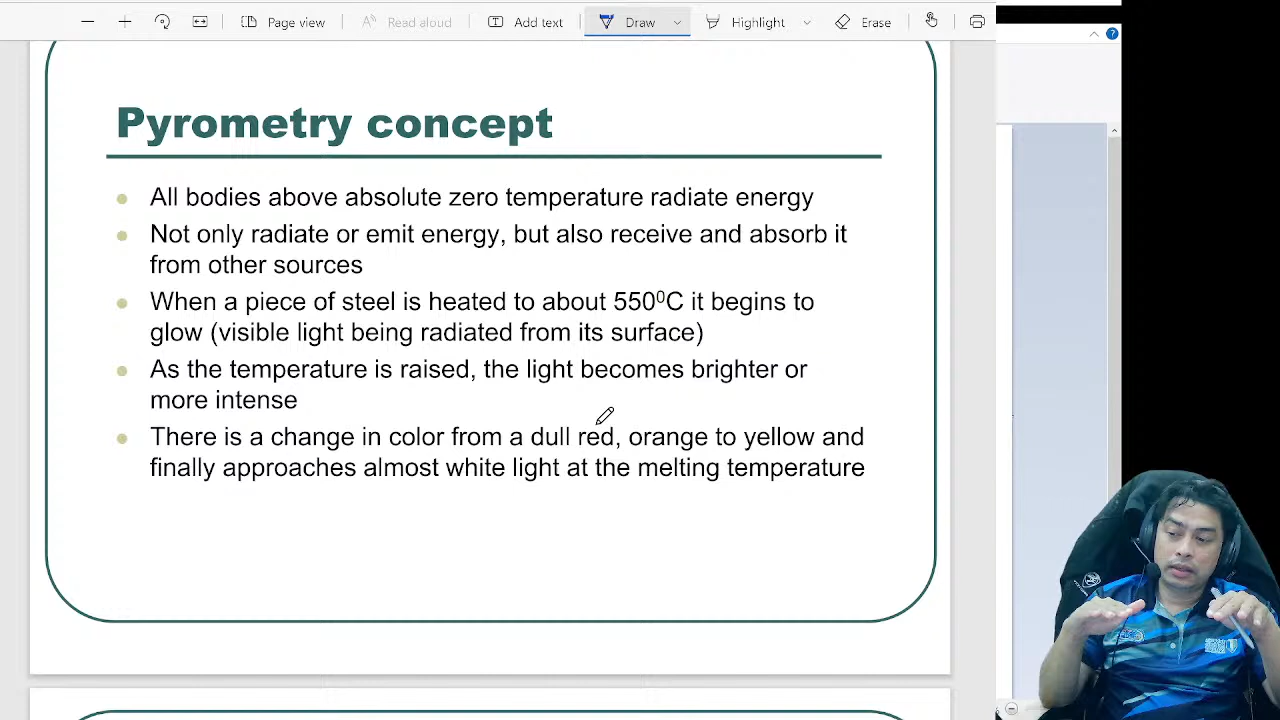 Page view
Read aloud
Add text
Draw
Highlight
Erase
Pyrometry concept
All bodies above absolute zero temperature radiate energy
Not only radiate or emit energy, but also receive and absorb it
from other sources
When a piece of steel is heated to about 550⁰C it begins to
glow (visible light being radiated from its surface)
As the temperature is raised, the light becomes brighter or
more intense
There is a change in color from a dull red, orange to yellow and
finally approaches almost white light at the melting temperature